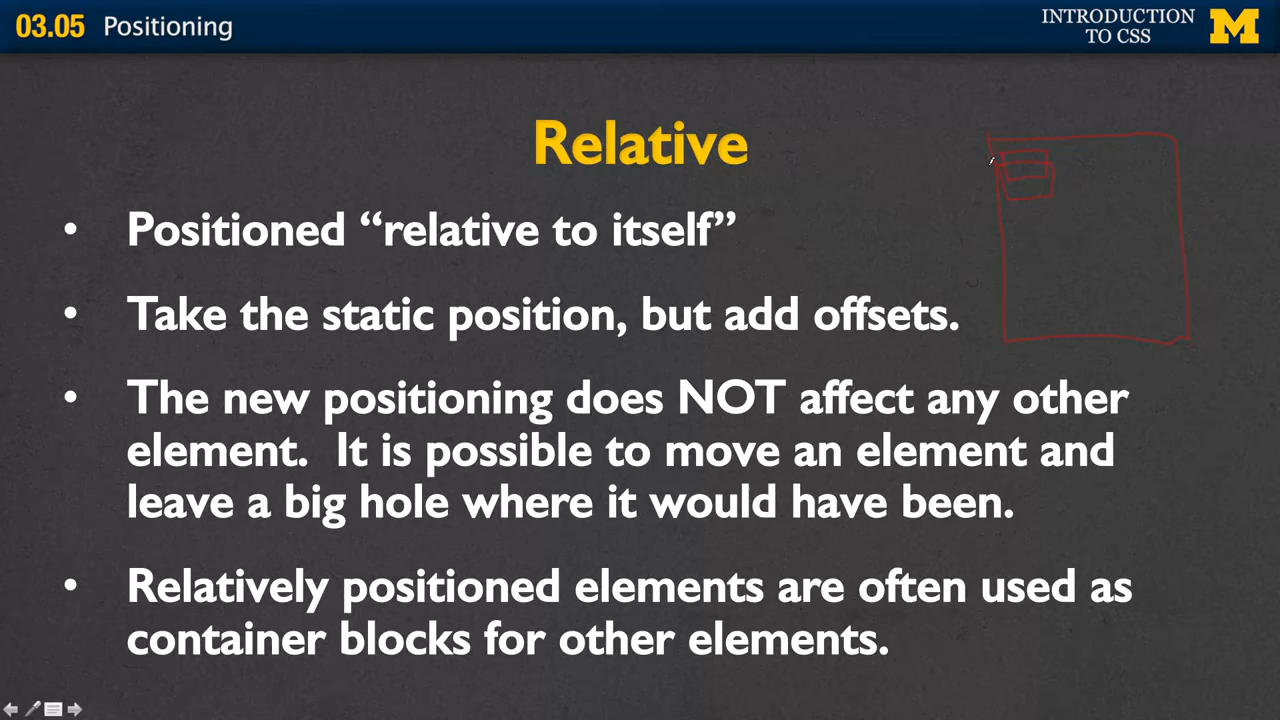 03.05 Positioning
INTRODUCTION
TO CSS
M
Relative
• Positioned “relative to itself”
• Take the static position, but add offsets.
• The new positioning does NOT affect any other
element. It is possible to move an element and
leave a big hole where it would have been.
• Relatively positioned elements are often used as
container blocks for other elements.